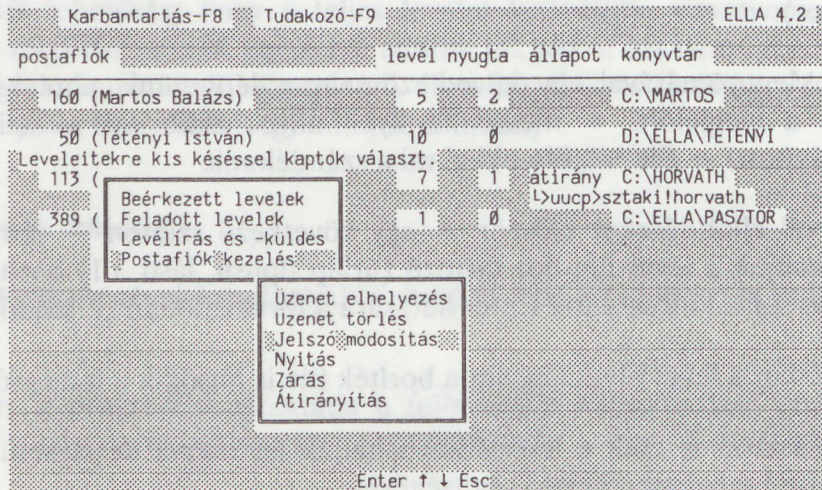 Karbantartás-F8 Tudakozó-F9 ELLA 4.2
postafiók levél nyugta állapot könyvtár
160 (Martos Balázs) 5 2 C:\MARTOS
50 (Tétényi István) 10 0 D:\ELLA\TETENYI
Leveleitekre kis késéssel kaptok választ.
113 ( 7 1 átirány C:\HORVATH
└>uucp>sztaki!horvath
389 ( 1 0 C:\ELLA\PASZTOR
Beérkezett levelek
Feladott levelek
Levélírás és -küldés
Postafiók kezelés
Üzenet elhelyezés
Üzenet törlés
Jelszó módosítás
Nyitás
Zárás
Átirányítás
Enter ↑ ↓ Esc